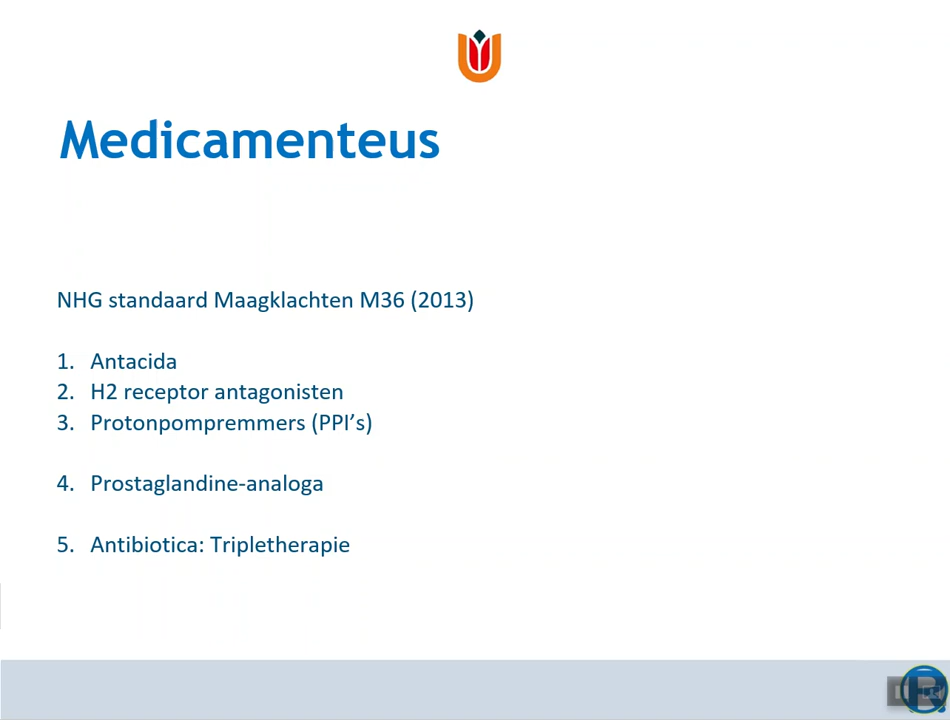 Medicamenteus
NHG standaard Maagklachten M36 (2013)
1. Antacida
2. H2 receptor antagonisten
3. Protonpompremmers (PPI’s)
4. Prostaglandine-analoga
5. Antibiotica: Tripletherapie